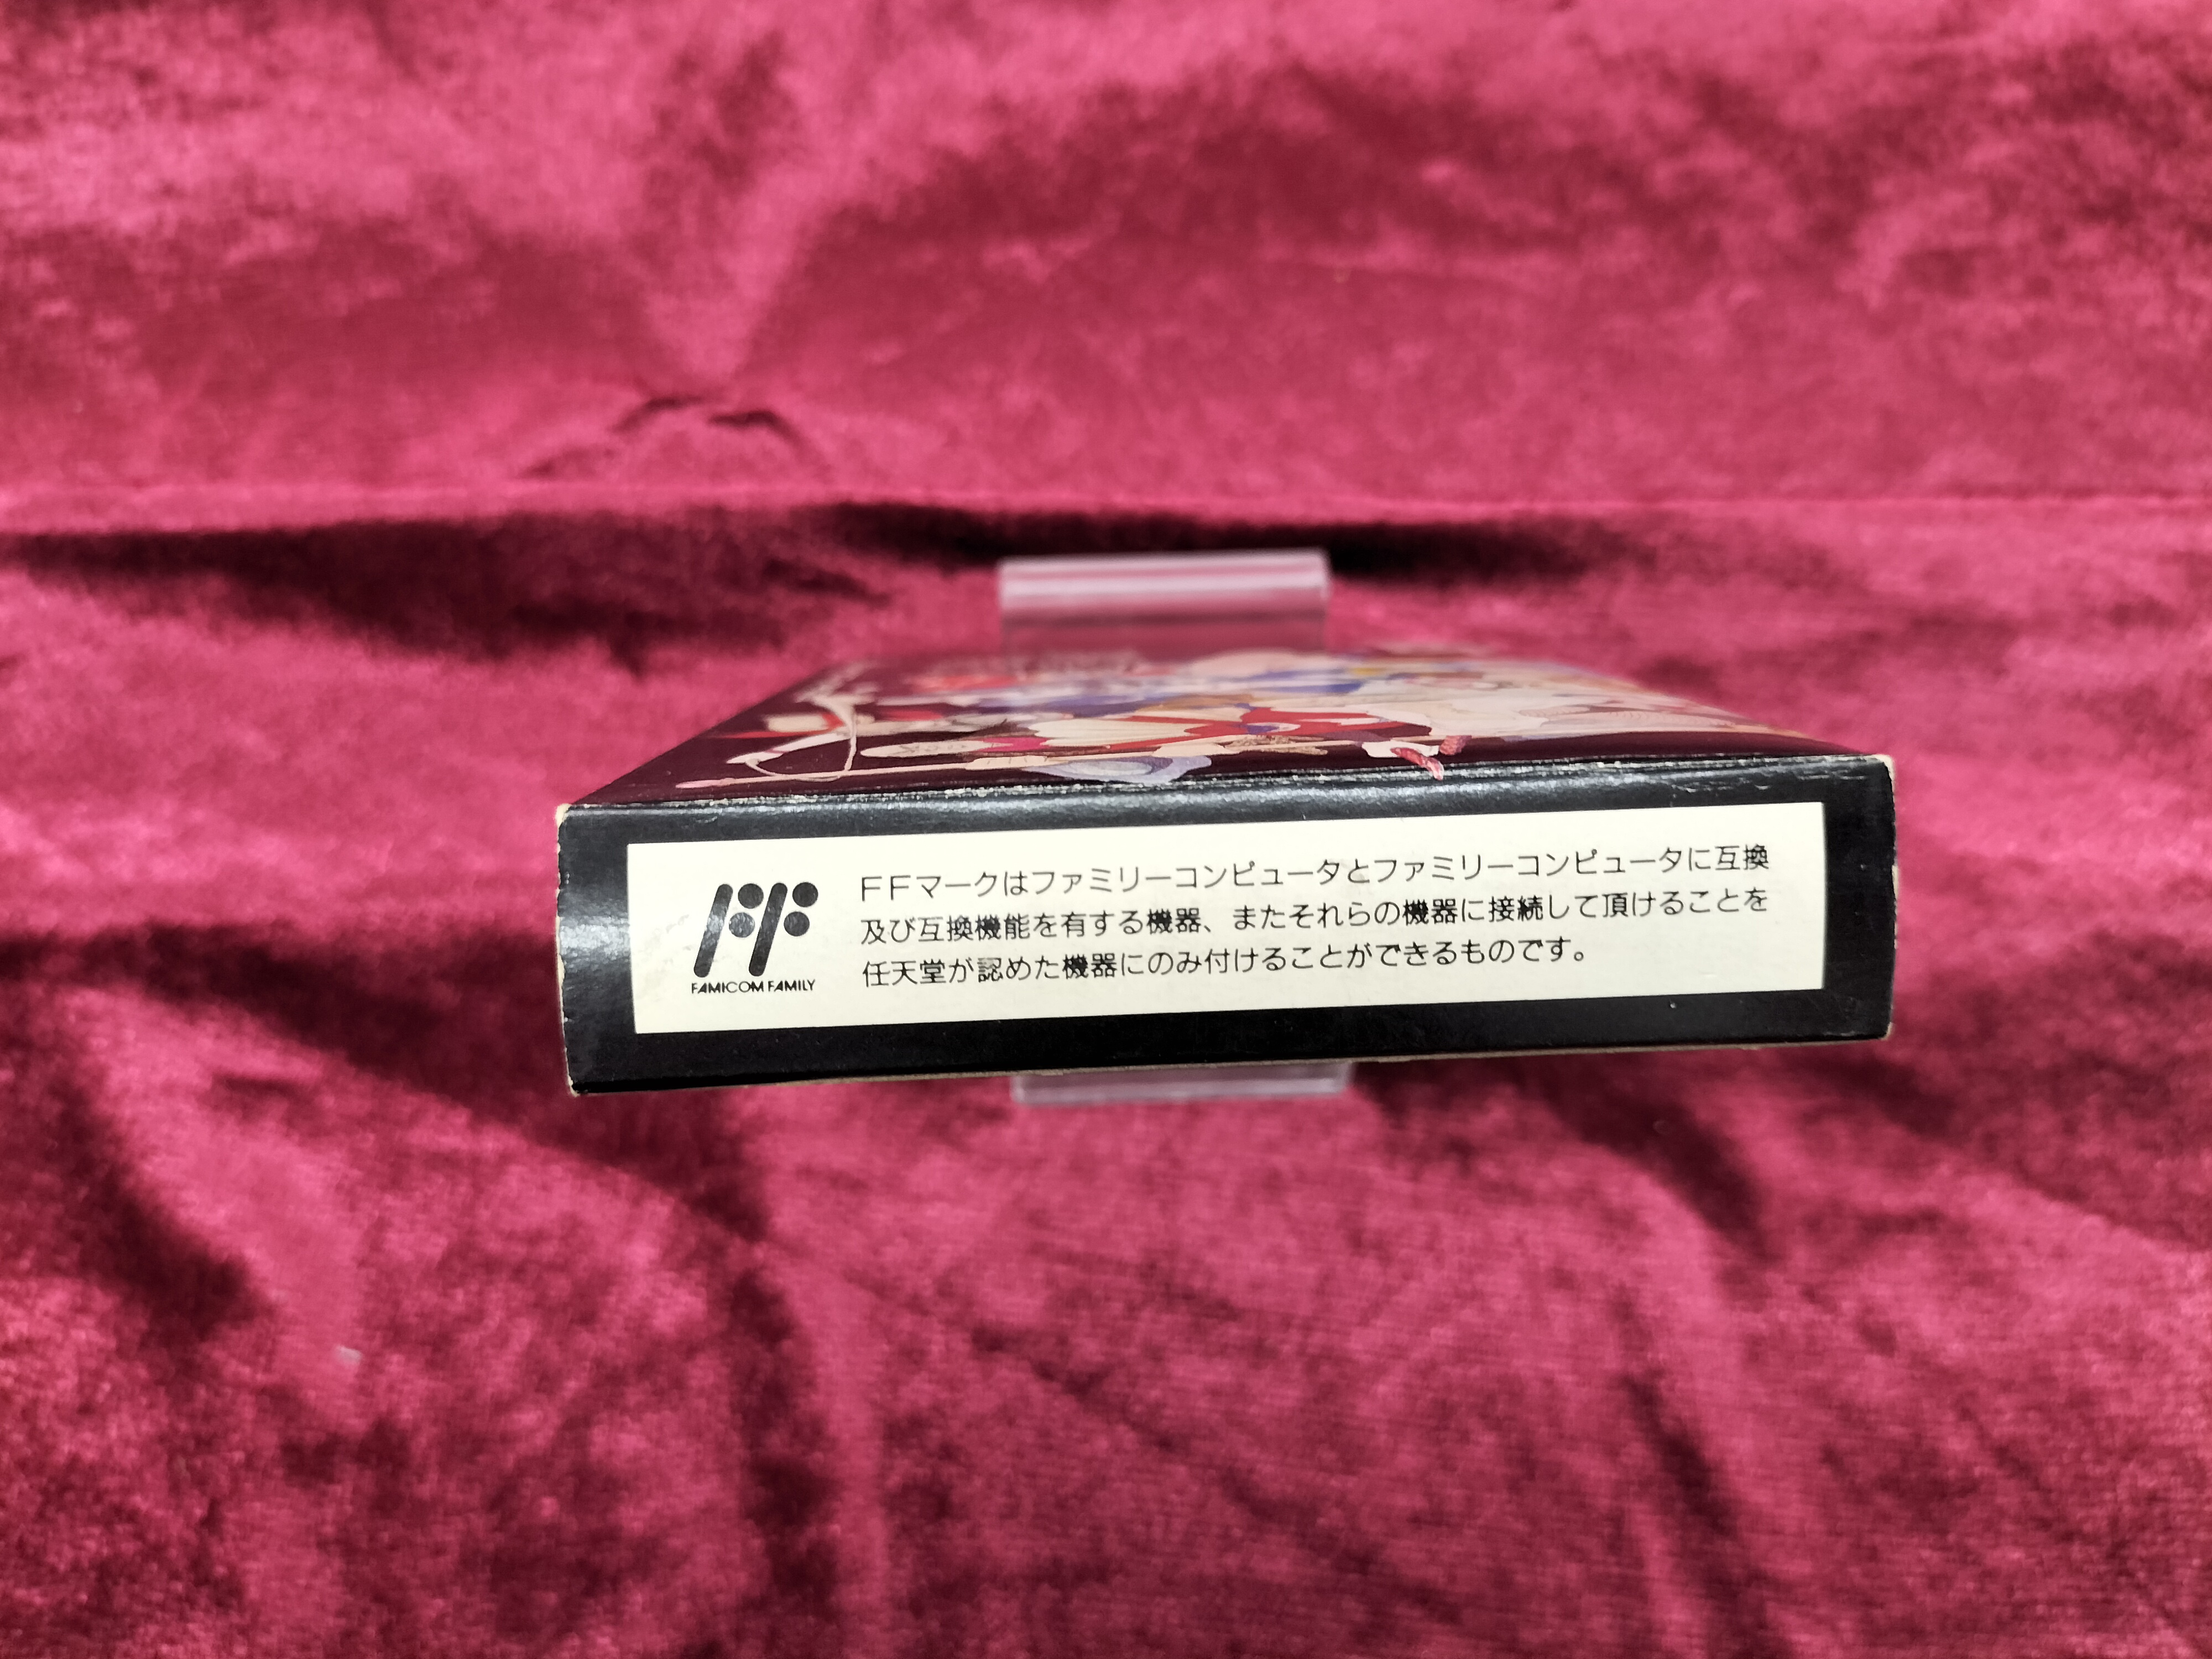 FF
FAMICOM FAMILY
FFマークはファミリーコンピュータとファミリーコンピュータに互換
及び互換機能を有する機器、またそれらの機器に接続して頂けることを
任天堂が認めた機器にのみ付けることができるものです。